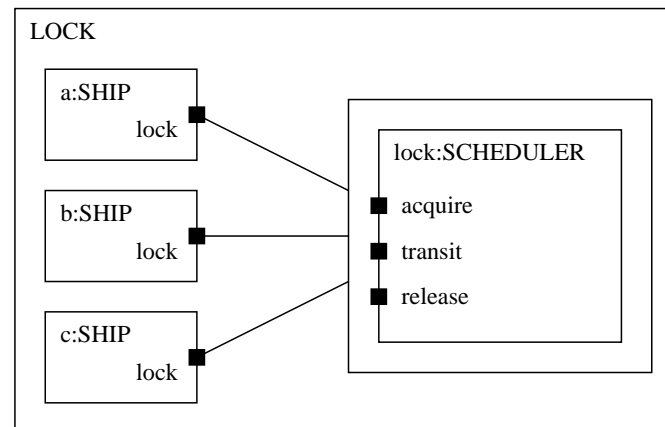 LOCK
a:SHIP
lock
b:SHIP
lock
c:SHIP
lock
lock:SCHEDULER
acquire
transit
release